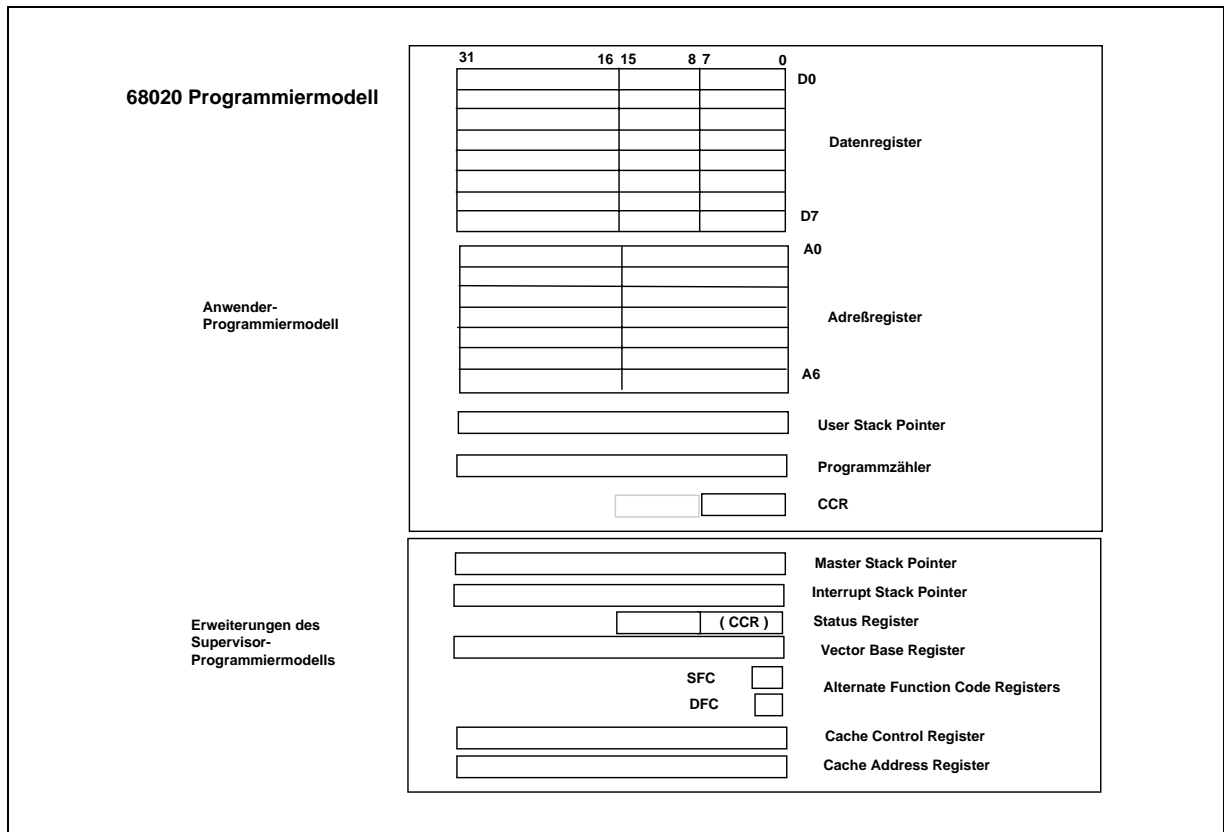 31 16 15 8 7 0
D0
68020 Programmiermodell
Datenregister
D7
A0
Anwender-
Programmiermodell
Adreßregister
A6
User Stack Pointer
Programmzähler
CCR
Master Stack Pointer
Interrupt Stack Pointer
( CCR ) Status Register
Erweiterungen des
Supervisor-
Programmiermodells
Vector Base Register
SFC
Alternate Function Code Registers
DFC
Cache Control Register
Cache Address Register